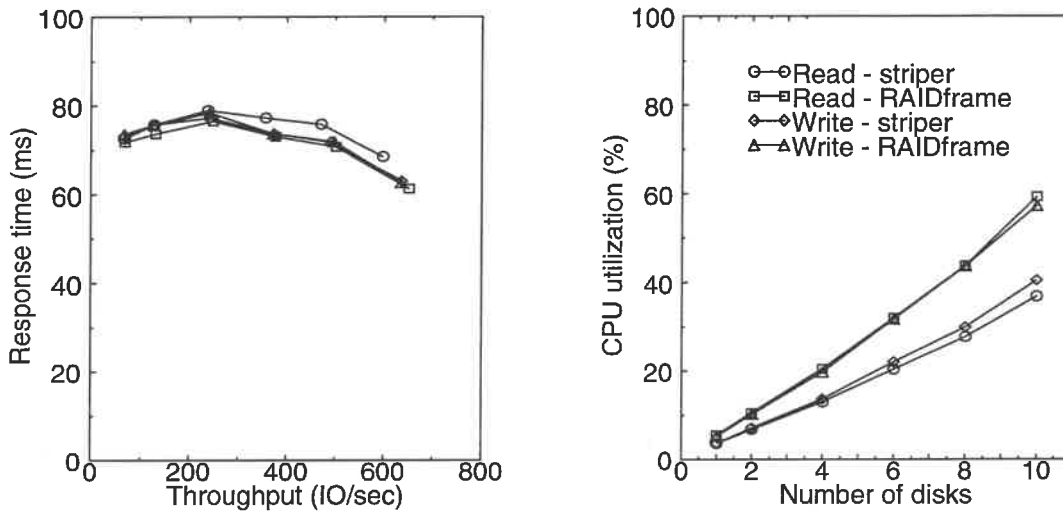 100
80
60
40
20
0
Response time (ms)
0 200 400 600 800
Throughput (IO/sec)
100
80
60
40
20
0
CPU utilization (%)
Read - striper
Read - RAIDframe
Write - striper
Write - RAIDframe
0 2 4 6 8 10
Number of disks